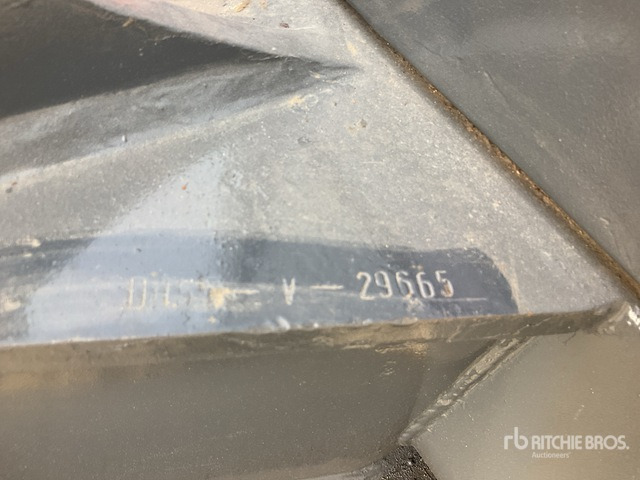 V - 29665
rb RITCHIE BROS.
Auctioneers